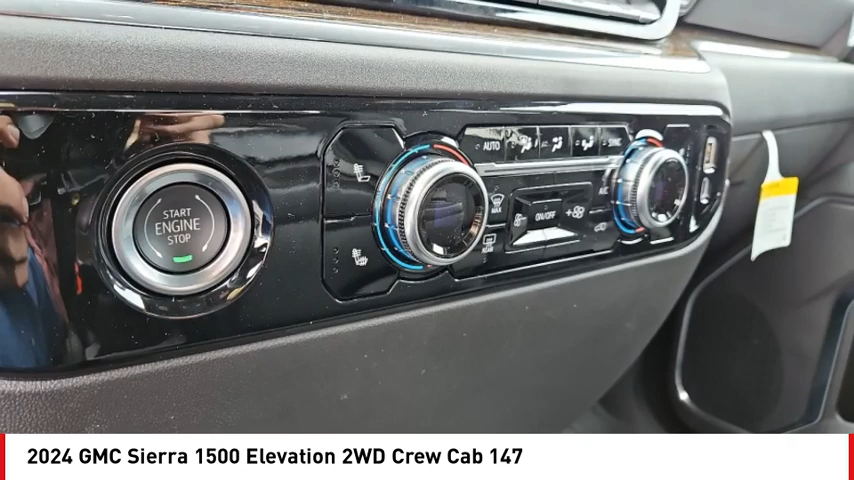 START
ENGINE
STOP
AUTO
SYNC
MAX
ON/OFF
A/C
REAR
2024 GMC Sierra 1500 Elevation 2WD Crew Cab 147